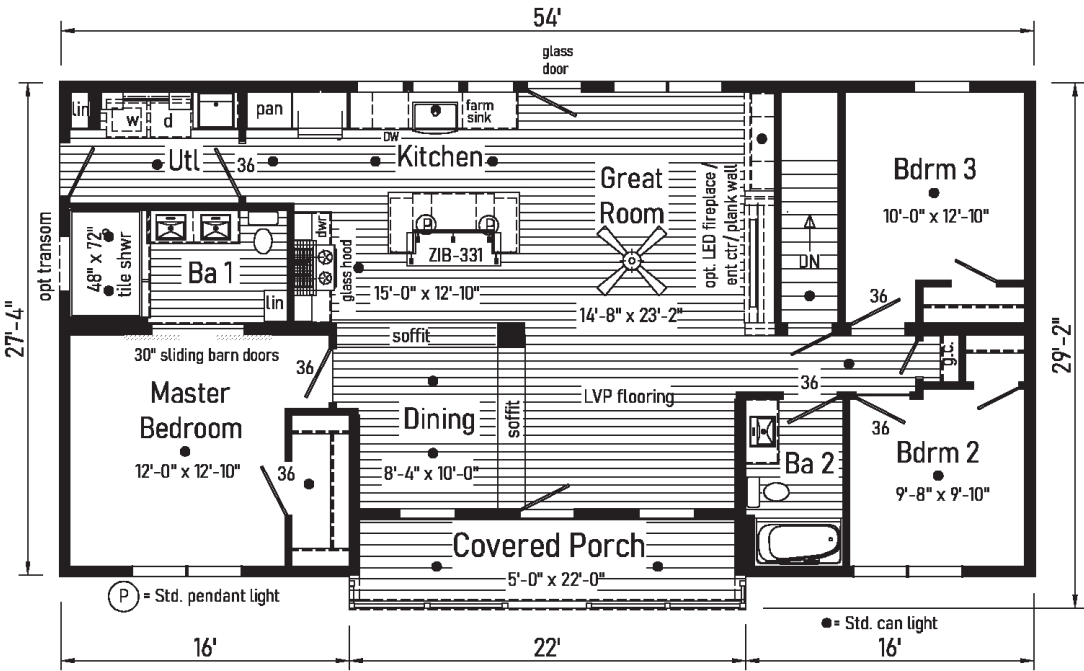 54'
glass
door
lin
w
d
pan
farm
sink
DW
Utl
36
Kitchen
Great
Room
Bdrm 3
10'-0" x 12'-10"
opt. LED fireplace /
ent ctr/ plank wall
DN
opt transom
48" x 72"
tile shwr
Ba 1
lin
dwr
glass hood
P
P
ZIB-331
15'-0" x 12'-10"
14'-8" x 23'-2"
36
27'-4"
29'-2"
soffit
30" sliding barn doors
36
g.c.
36
Master
Bedroom
12'-0" x 12'-10"
36
Dining
8'-4" x 10'-0"
soffit
LVP flooring
Ba 2
36
Bdrm 2
9'-8" x 9'-10"
Covered Porch
5'-0" x 22'-0"
P = Std. pendant light
= Std. can light
16'
22'
16'